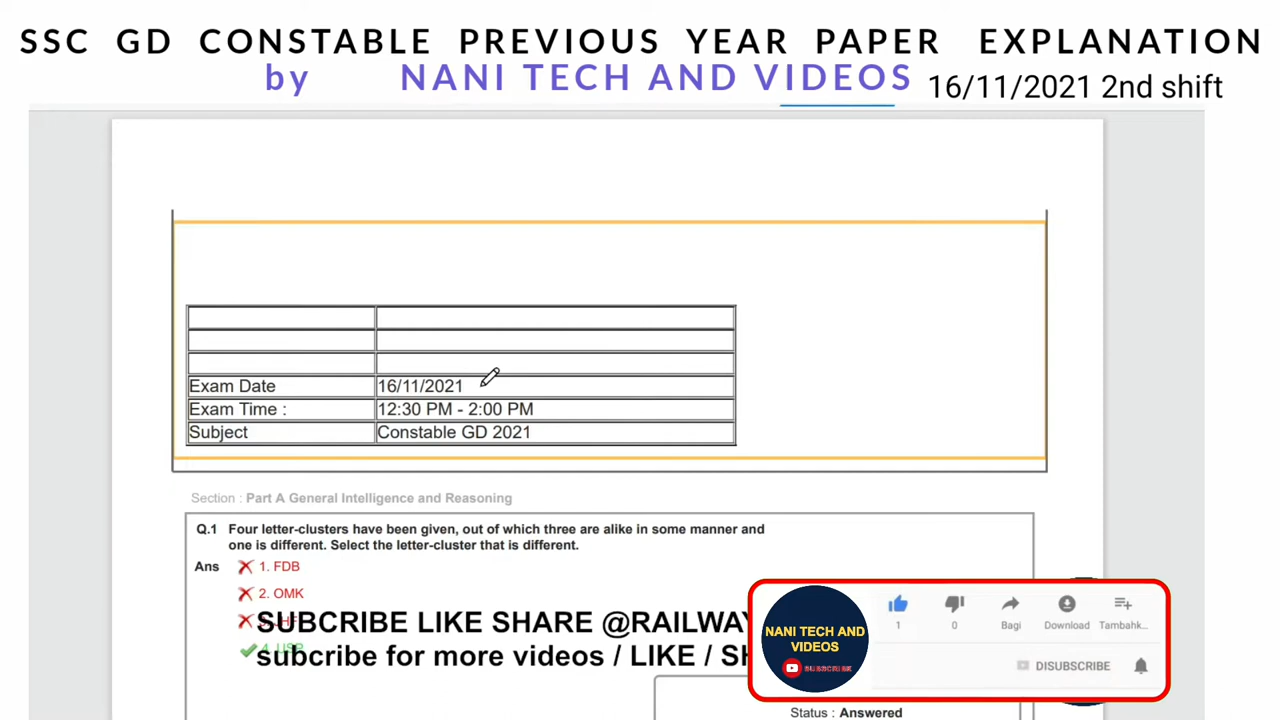 SSC GD CONSTABLE PREVIOUS YEAR PAPER EXPLANATION
by NANI TECH AND VIDEOS 16/11/2021 2nd shift
Exam Date 16/11/2021
Exam Time : 12:30 PM - 2:00 PM
Subject Constable GD 2021
Section : Part A General Intelligence and Reasoning
Q.1 Four letter-clusters have been given, out of which three are alike in some manner and
one is different. Select the letter-cluster that is different.
Ans 1. FDB
2. OMK
SUBCRIBE LIKE SHARE @RAILWAY
subcribe for more videos / LIKE / SH
NANI TECH AND
VIDEOS
SUBSCRIBE
1 0 Bagi Download Tambahk...
DISUBSCRIBE
Status : Answered